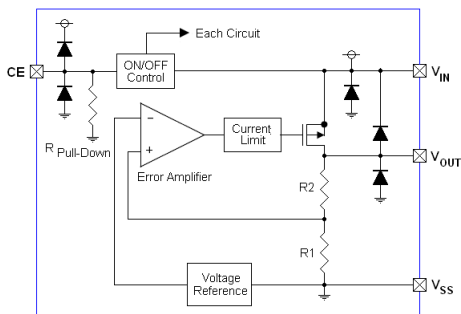 Each Circuit
CE
ON/OFF
Control
VIN
R Pull-Down
−
+
Current
Limit
Error Amplifier
VOUT
R2
R1
Voltage
Reference
VSS